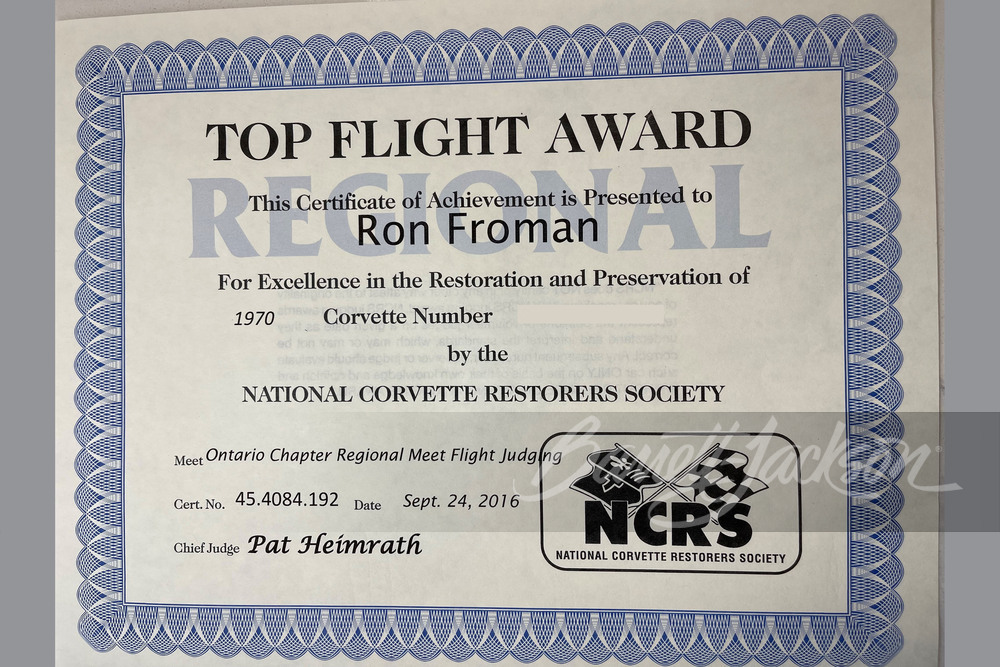 TOP FLIGHT AWARD
REGIONAL
This Certificate of Achievement is Presented to
Ron Froman
For Excellence in the Restoration and Preservation of
1970 Corvette Number
by the
NATIONAL CORVETTE RESTORERS SOCIETY
Meet Ontario Chapter Regional Meet Flight Judging
Cert. No. 45.4084.192 Date Sept. 24, 2016
Chief Judge Pat Heimrath
NCRS
NATIONAL CORVETTE RESTORERS SOCIETY
Barrett-Jackson